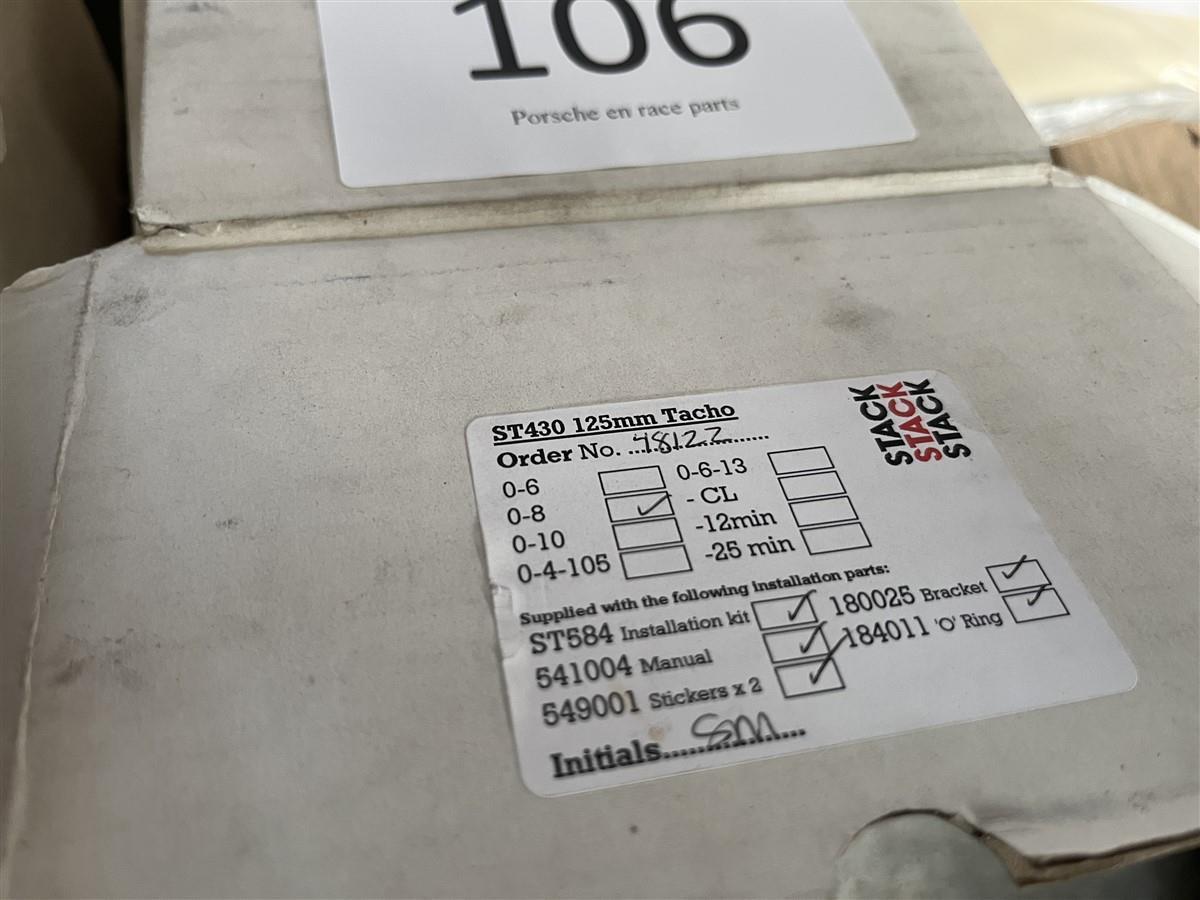 106
Porsche en race parts
ST430 125mm Tacho
Order No. ...48122.......
STACK
STACK
STACK
0-6
0-6-13
0-8
- CL
0-10
-12min
0-4-105
-25 min
Supplied with the following installation parts:
ST584 Installation kit
180025 Bracket
541004 Manual
184011 'O' Ring
549001 Stickers x 2
Initials....SM....